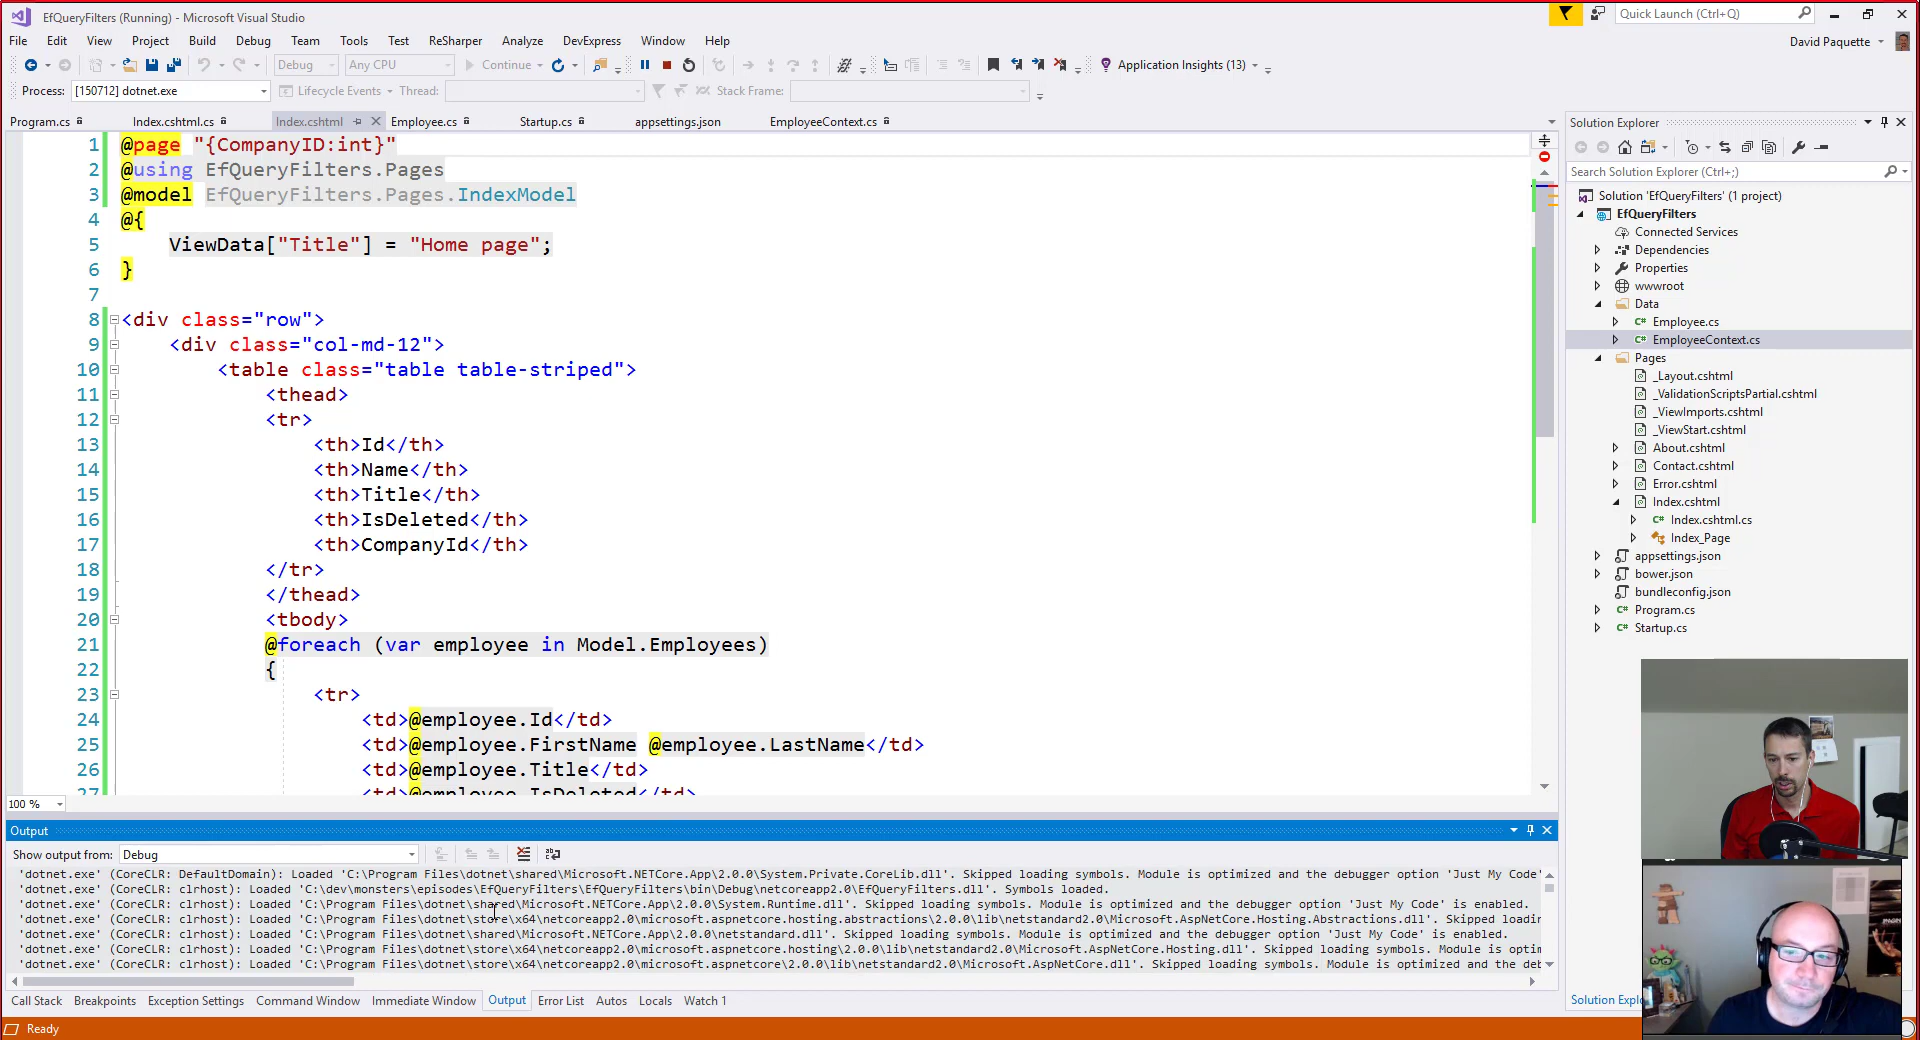 EfQueryFilters (Running) - Microsoft Visual Studio
Quick Launch (Ctrl+Q)
File Edit View Project Build Debug Team Tools Test ReSharper Analyze DevExpress Window Help
David Paquette
Debug Any CPU Continue Application Insights (13)
Process: [150712] dotnet.exe Lifecycle Events Thread: Stack Frame:
Program.cs Index.cshtml.cs Index.cshtml Employee.cs Startup.cs appsettings.json EmployeeContext.cs
1 @page "{CompanyID:int}"
2 @using EfQueryFilters.Pages
3 @model EfQueryFilters.Pages.IndexModel
4 @{
5 ViewData["Title"] = "Home page";
6 }
7
8 <div class="row">
9 <div class="col-md-12">
10 <table class="table table-striped">
11 <thead>
12 <tr>
13 <th>Id</th>
14 <th>Name</th>
15 <th>Title</th>
16 <th>IsDeleted</th>
17 <th>CompanyId</th>
18 </tr>
19 </thead>
20 <tbody>
21 @foreach (var employee in Model.Employees)
22 {
23 <tr>
24 <td>@employee.Id</td>
25 <td>@employee.FirstName @employee.LastName</td>
26 <td>@employee.Title</td>
27 <td>@employee.IsDeleted</td>
100 %
Output
Show output from: Debug
'dotnet.exe' (CoreCLR: DefaultDomain): Loaded 'C:\Program Files\dotnet\shared\Microsoft.NETCore.App\2.0.0\System.Private.CoreLib.dll'. Skipped loading symbols. Module is optimized and the debugger option 'Just My Code'
'dotnet.exe' (CoreCLR: clrhost): Loaded 'C:\dev\monsters\episodes\EfQueryFilters\EfQueryFilters\bin\Debug\netcoreapp2.0\EfQueryFilters.dll'. Symbols loaded.
'dotnet.exe' (CoreCLR: clrhost): Loaded 'C:\Program Files\dotnet\shared\Microsoft.NETCore.App\2.0.0\System.Runtime.dll'. Skipped loading symbols. Module is optimized and the debugger option 'Just My Code' is enabled.
'dotnet.exe' (CoreCLR: clrhost): Loaded 'C:\Program Files\dotnet\store\x64\netcoreapp2.0\microsoft.aspnetcore.hosting.abstractions\2.0.0\lib\netstandard2.0\Microsoft.AspNetCore.Hosting.Abstractions.dll'. Skipped loadin
'dotnet.exe' (CoreCLR: clrhost): Loaded 'C:\Program Files\dotnet\shared\Microsoft.NETCore.App\2.0.0\netstandard.dll'. Skipped loading symbols. Module is optimized and the debugger option 'Just My Code' is enabled.
'dotnet.exe' (CoreCLR: clrhost): Loaded 'C:\Program Files\dotnet\store\x64\netcoreapp2.0\microsoft.aspnetcore.hosting\2.0.0\lib\netstandard2.0\Microsoft.AspNetCore.Hosting.dll'. Skipped loading symbols. Module is optim
'dotnet.exe' (CoreCLR: clrhost): Loaded 'C:\Program Files\dotnet\store\x64\netcoreapp2.0\microsoft.aspnetcore\2.0.0\lib\netstandard2.0\Microsoft.AspNetCore.dll'. Skipped loading symbols. Module is optimized and the deb
Call Stack Breakpoints Exception Settings Command Window Immediate Window Output Error List Autos Locals Watch 1
Ready
Solution Explorer
Search Solution Explorer (Ctrl+;)
Solution 'EfQueryFilters' (1 project)
EfQueryFilters
Connected Services
Dependencies
Properties
wwwroot
Data
Employee.cs
EmployeeContext.cs
Pages
_Layout.cshtml
_ValidationScriptsPartial.cshtml
_ViewImports.cshtml
_ViewStart.cshtml
About.cshtml
Contact.cshtml
Error.cshtml
Index.cshtml
Index.cshtml.cs
Index_Page
appsettings.json
bower.json
bundleconfig.json
Program.cs
Startup.cs
Solution Explo